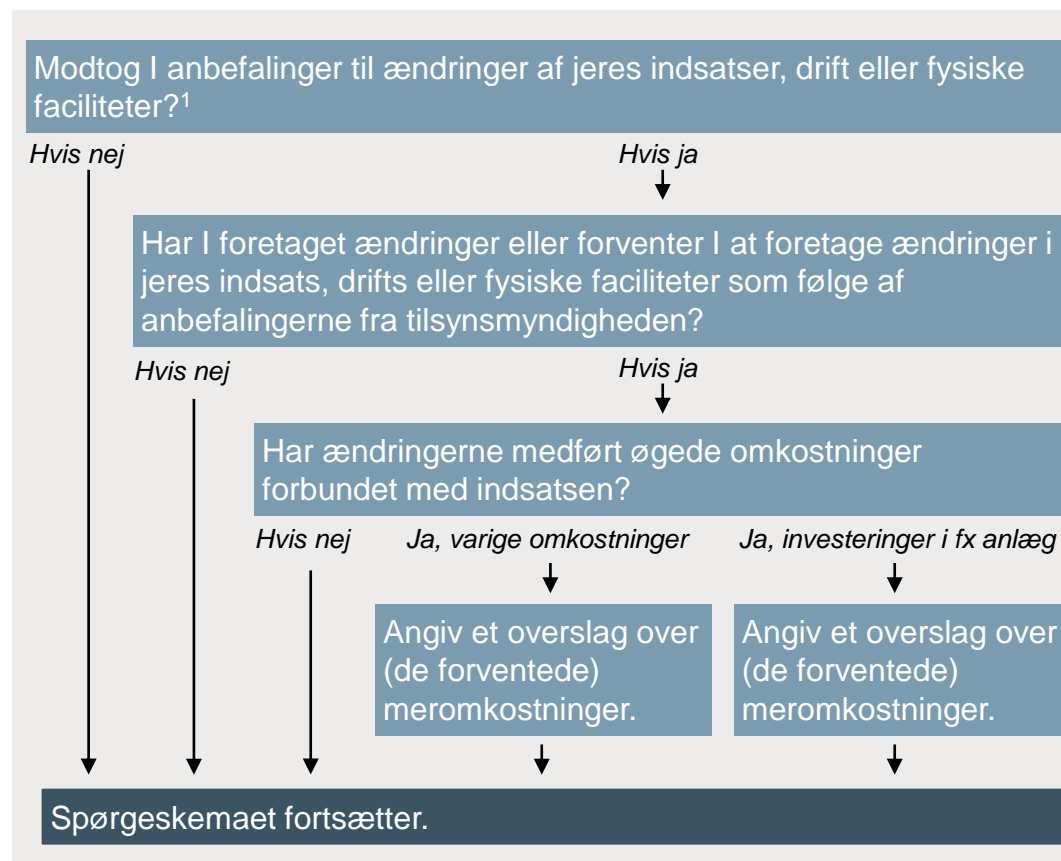 Modtog I anbefalinger til ændringer af jeres indsatser, drift eller fysiske
faciliteter?¹
Hvis nej
Hvis ja
Har I foretaget ændringer eller forventer I at foretage ændringer i
jeres indsats, drifts eller fysiske faciliteter som følge af
anbefalingerne fra tilsynsmyndigheden?
Hvis nej
Hvis ja
Har ændringerne medført øgede omkostninger
forbundet med indsatsen?
Hvis nej
Ja, varige omkostninger
Ja, investeringer i fx anlæg
Angiv et overslag over
(de forventede)
meromkostninger.
Angiv et overslag over
(de forventede)
meromkostninger.
Spørgeskemaet fortsætter.